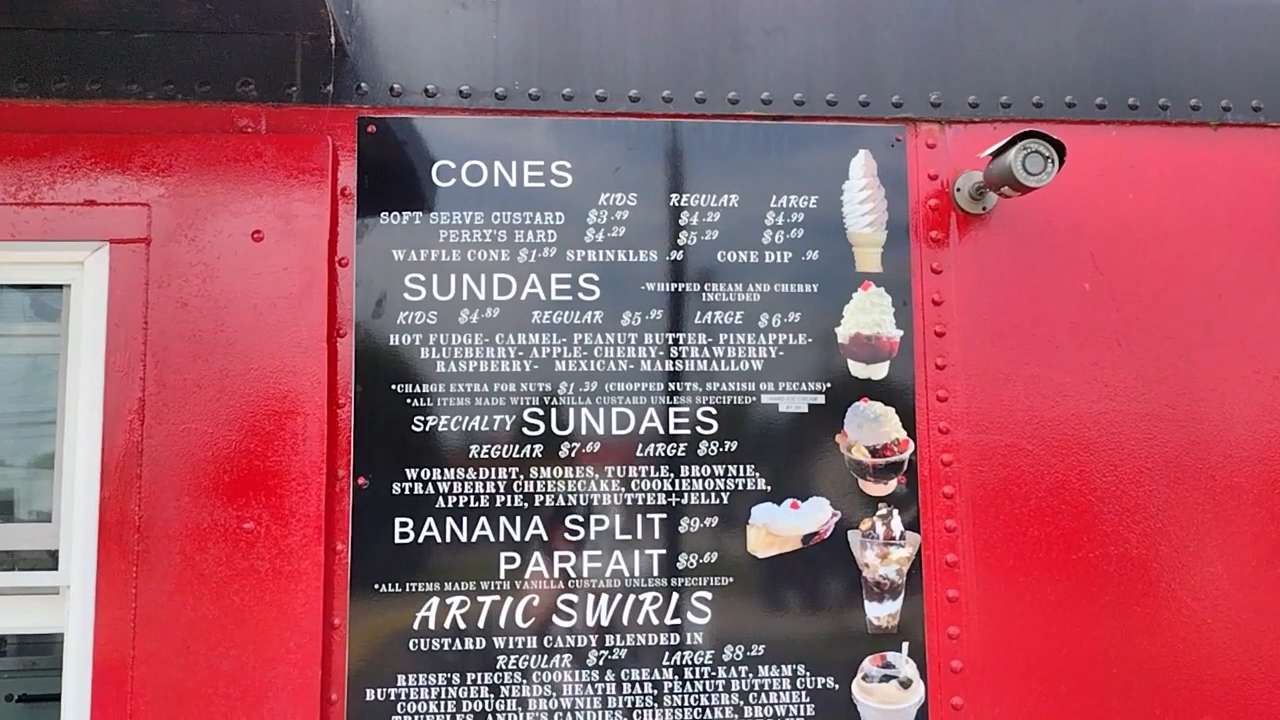 CONES
KIDS REGULAR LARGE
SOFT SERVE CUSTARD $3.49 $4.29 $4.99
PERRY'S HARD $4.29 $5.29 $6.69
WAFFLE CONE $1.89 SPRINKLES .96 CONE DIP .96
SUNDAES -WHIPPED CREAM AND CHERRY
INCLUDED
KIDS $4.89 REGULAR $5.95 LARGE $6.95
HOT FUDGE- CARMEL- PEANUT BUTTER- PINEAPPLE-
BLUEBERRY- APPLE- CHERRY- STRAWBERRY-
RASPBERRY- MEXICAN- MARSHMALLOW
*CHARGE EXTRA FOR NUTS $1.39 (CHOPPED NUTS, SPANISH OR PECANS)*
*ALL ITEMS MADE WITH VANILLA CUSTARD UNLESS SPECIFIED*
SPECIALTY SUNDAES
REGULAR $7.69 LARGE $8.79
WORMS&DIRT, SMORES, TURTLE, BROWNIE,
STRAWBERRY CHEESECAKE, COOKIEMONSTER,
APPLE PIE, PEANUTBUTTER+JELLY
BANANA SPLIT $9.49
PARFAIT $8.69
*ALL ITEMS MADE WITH VANILLA CUSTARD UNLESS SPECIFIED*
ARTIC SWIRLS
CUSTARD WITH CANDY BLENDED IN
REGULAR $7.24 LARGE $8.25
REESE'S PIECES, COOKIES & CREAM, KIT-KAT, M&M'S,
BUTTERFINGER, NERDS, HEATH BAR, PEANUT BUTTER CUPS,
COOKIE DOUGH, BROWNIE BITES, SNICKERS, CARMEL
TRUFFLES, ANDIE'S CANDIES, CHEESECAKE, BROWNIE